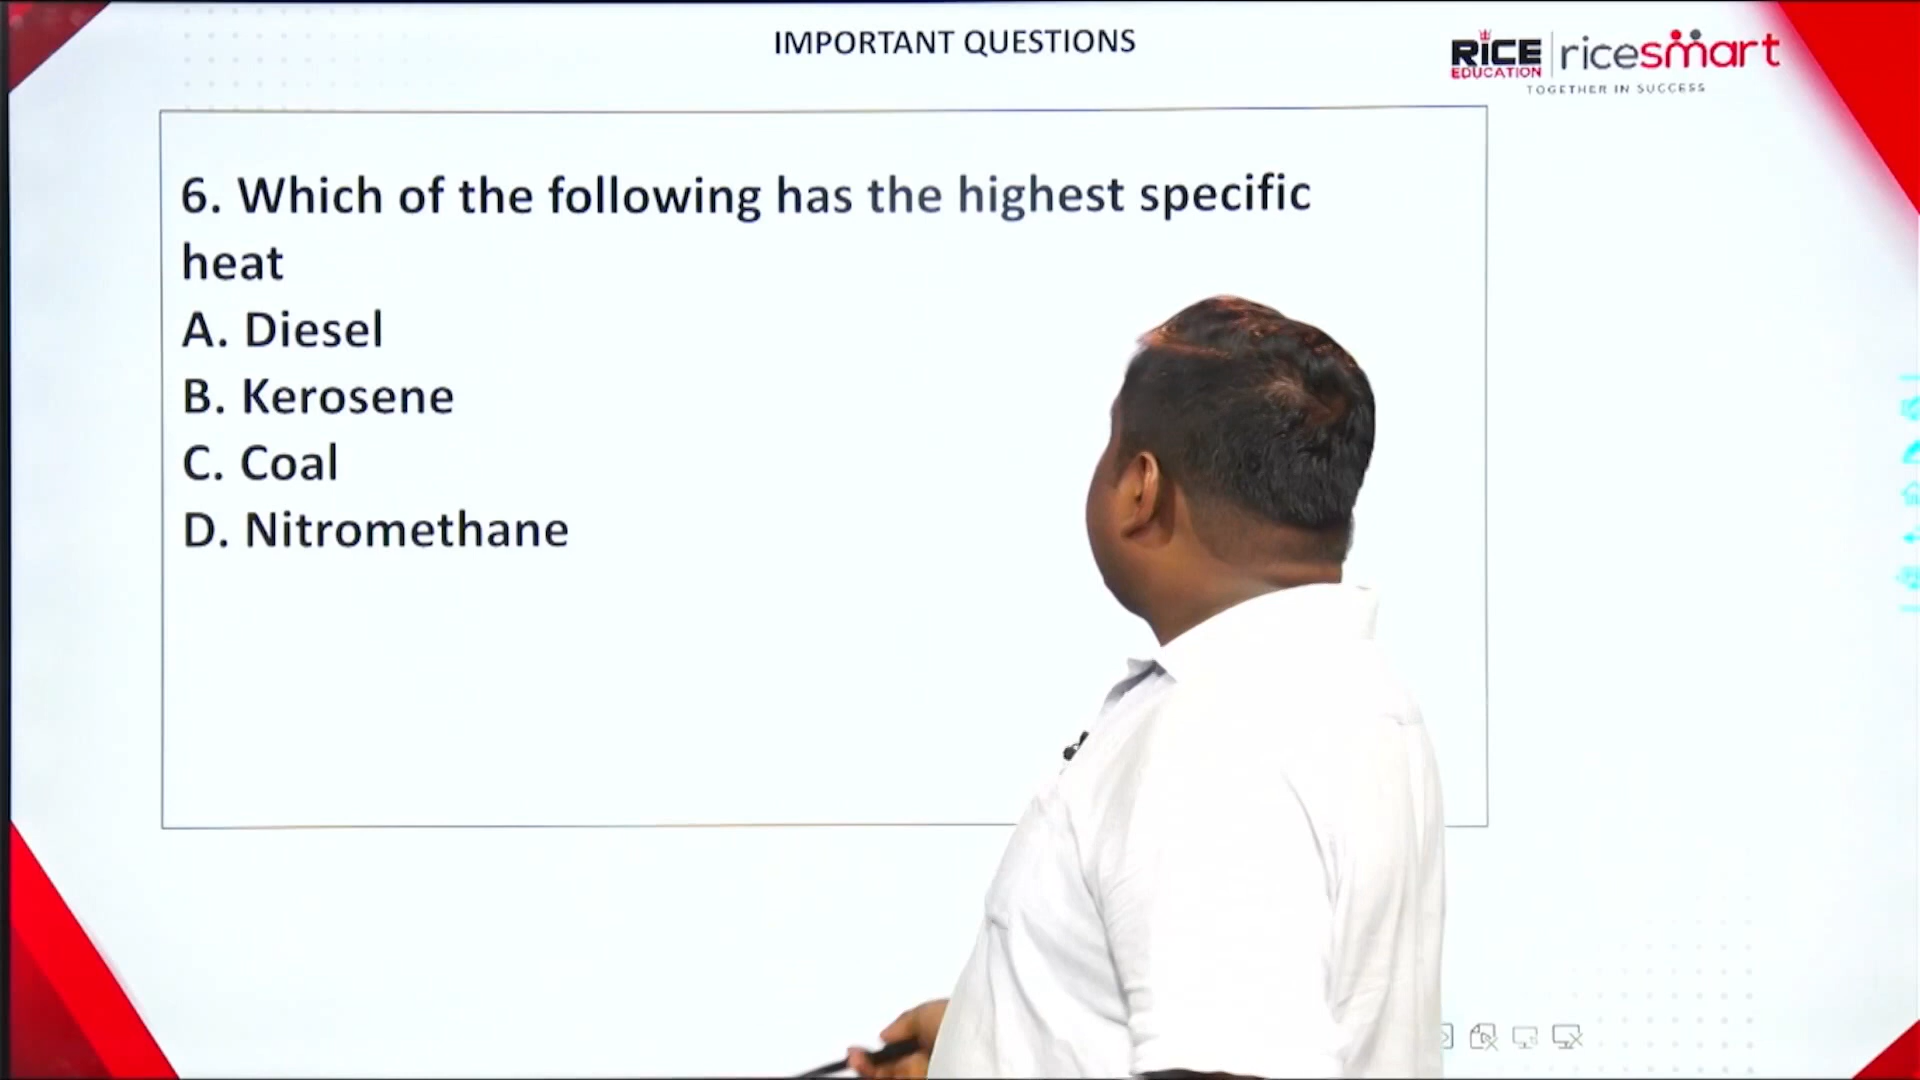 IMPORTANT QUESTIONS
RICE
EDUCATION
ricesmart
TOGETHER IN SUCCESS
6. Which of the following has the highest specific
heat
A. Diesel
B. Kerosene
C. Coal
D. Nitromethane